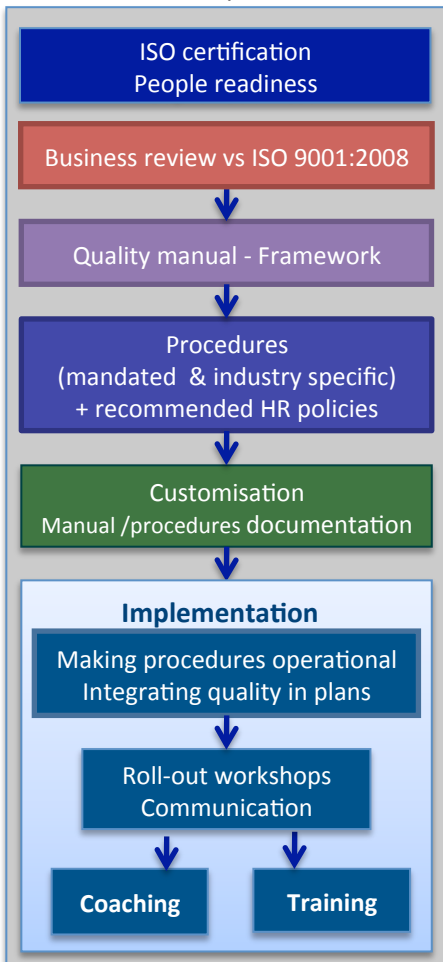 ISO certification
People readiness
Business review vs ISO 9001:2008
Quality manual - Framework
Procedures
(mandated & industry specific)
+ recommended HR policies
Customisation
Manual /procedures documentation
Implementation
Making procedures operational
Integrating quality in plans
Roll-out workshops
Communication
Coaching
Training